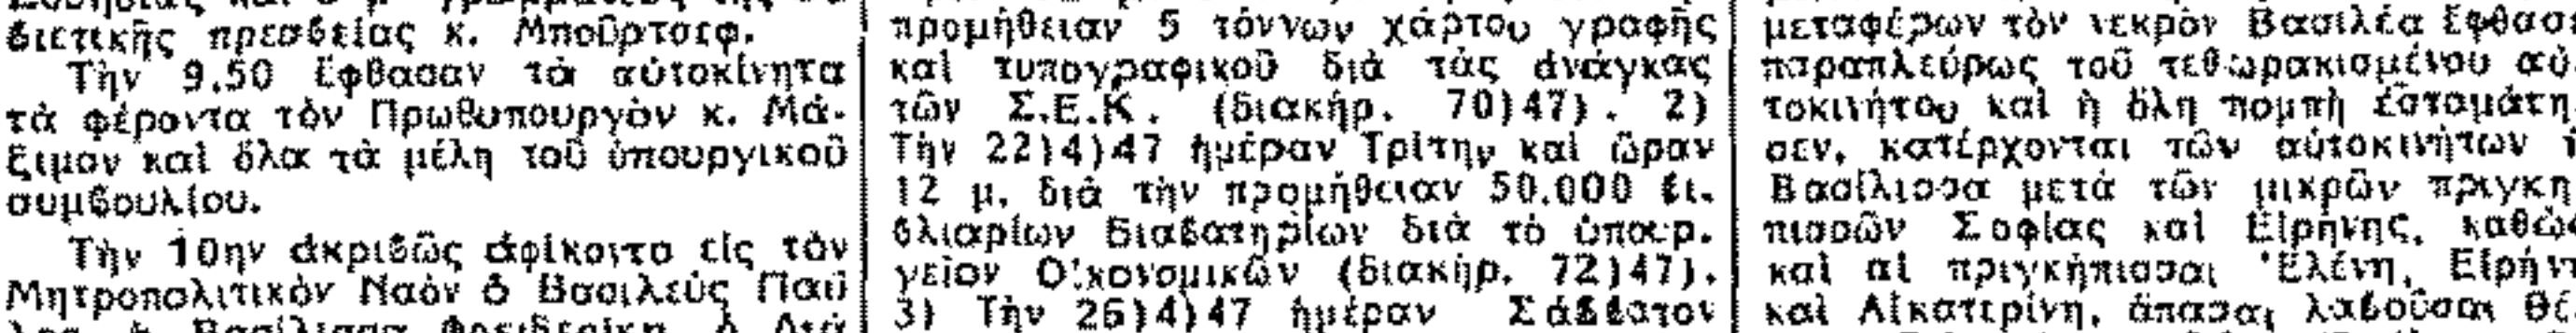 διετικῆς πρεσβείας κ. Μποῦρτσεφ.
Τὴν 9.50 ἔφθασαν τὰ αὐτοκίνητα
τὰ φέροντα τὸν Πρωθυπουργὸν κ. Μά-
ξιμον καὶ ὅλα τὰ μέλη τοῦ ὑπουργικοῦ
συμβουλίου.
Τὴν 10ην ἀκριβῶς ἀφίκοντο εἰς τὸν
Μητροπολιτικὸν Ναὸν ὁ Βασιλεὺς Παῦ
προμήθειαν 5 τόννων χάρτου γραφῆς
καὶ τυπογραφικοῦ διὰ τὰς ἀνάγκας
τῶν Σ.Ε.Κ. (διακήρ. 70)47). 2)
Τὴν 22)4)47 ἡμέραν Τρίτην καὶ ὥραν
12 μ. διὰ τὴν προμήθειαν 50.000 βι-
βλιαρίων διαβατηρίων διὰ τὸ ὑπουρ-
γεῖον Οἰκονομικῶν (διακήρ. 72)47).
3) Τὴν 26)4)47 ἡμέραν Σάββατον
μεταφέρων τὸν νεκρὸν Βασιλέα ἔφθασ
παραπλεύρως τοῦ τεθωρακισμένου αὐ-
τοκινήτου καὶ ἡ ὅλη πομπὴ ἐσταμάτη
σεν, κατέρχονται τῶν αὐτοκινήτων ἡ
Βασίλισσα μετὰ τῶν μικρῶν πριγκη
πισσῶν Σοφίας καὶ Εἰρήνης, καθὼς
καὶ αἱ πριγκήπισσαι Ἑλένη, Εἰρήνη
καὶ Αἰκατερίνη, ἅπασαι λαβοῦσαι θέ